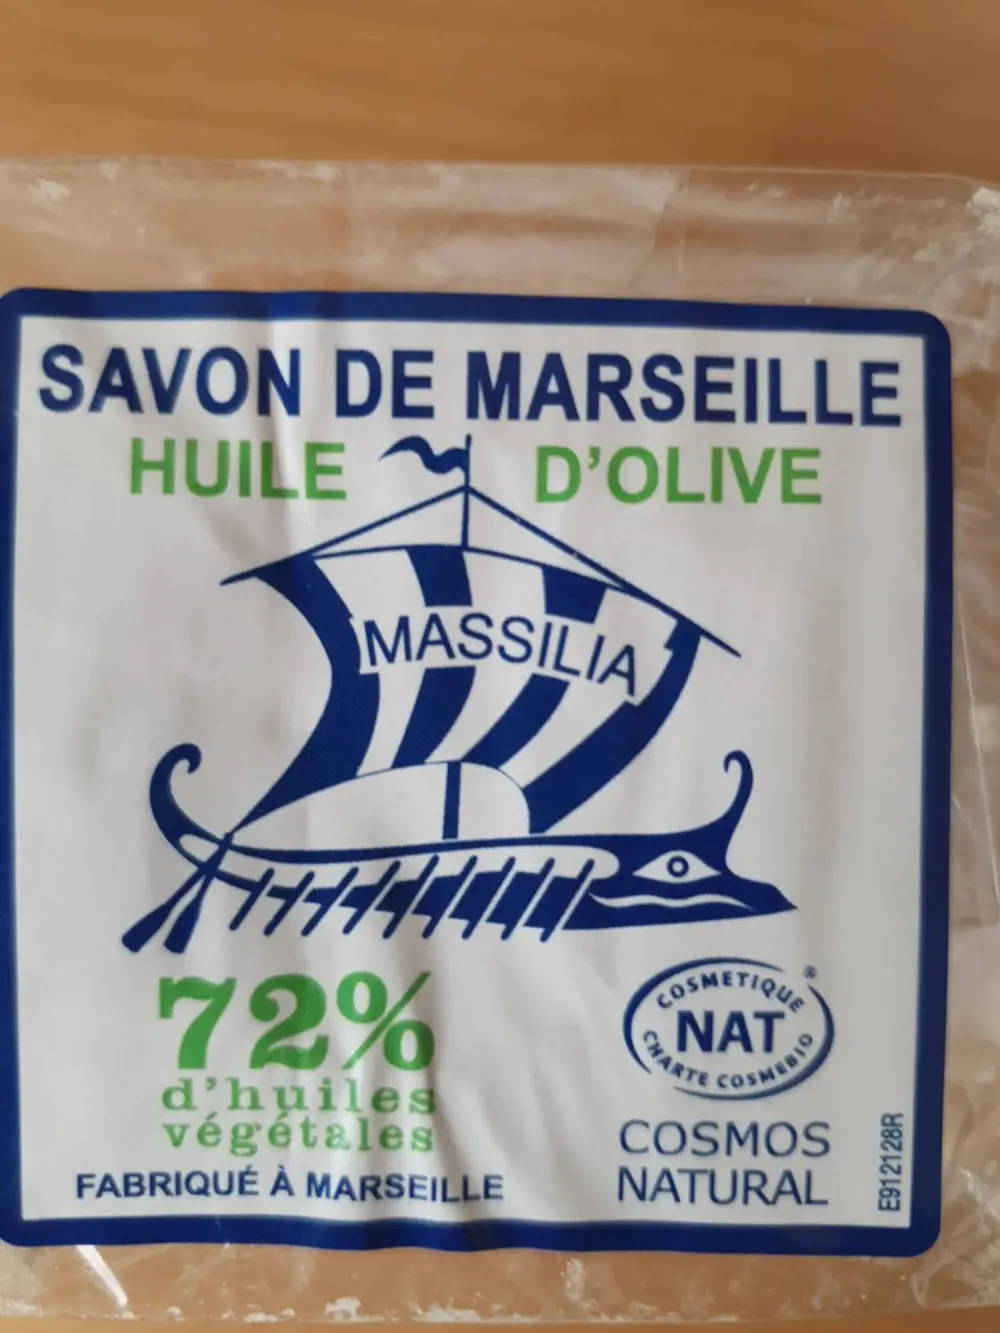 SAVON DE MARSEILLE
HUILE D'OLIVE
MASSILIA
72%
d'huiles
végétales
FABRIQUÉ À MARSEILLE
COSMETIQUE ®
NAT
CHARTE COSMEBIO
COSMOS
NATURAL
E912128R